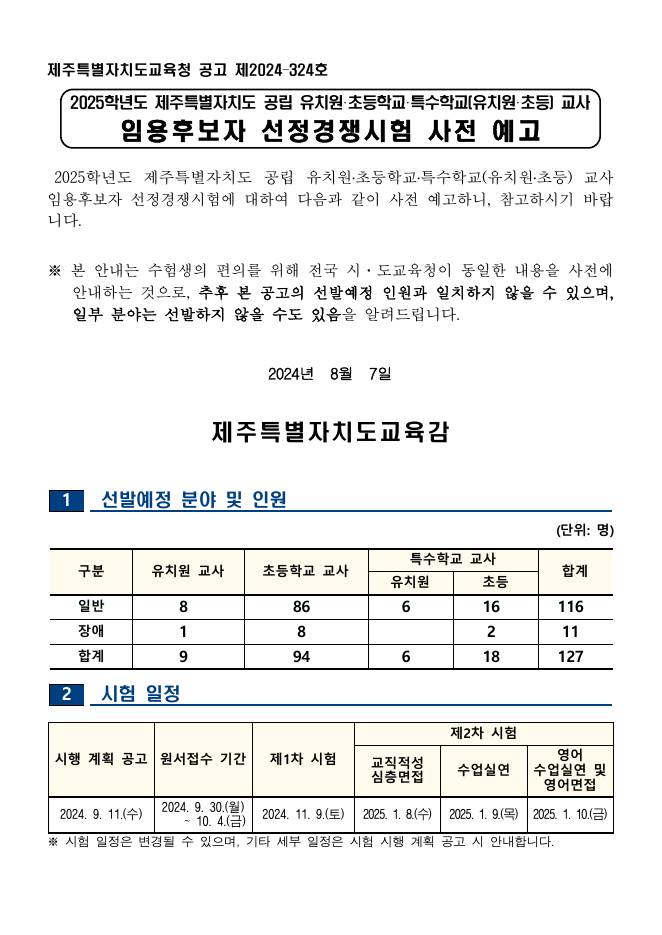 제주특별자치도교육청 공고 제2024-324호
2025학년도 제주특별자치도 공립 유치원·초등학교·특수학교(유치원·초등) 교사
임용후보자 선정경쟁시험 사전 예고
2025학년도 제주특별자치도 공립 유치원·초등학교·특수학교(유치원·초등) 교사
임용후보자 선정경쟁시험에 대하여 다음과 같이 사전 예고하니, 참고하시기 바랍
니다.
※ 본 안내는 수험생의 편의를 위해 전국 시·도교육청이 동일한 내용을 사전에
안내하는 것으로, 추후 본 공고의 선발예정 인원과 일치하지 않을 수 있으며,
일부 분야는 선발하지 않을 수도 있음을 알려드립니다.
2024년 8월 7일
제주특별자치도교육감
1 선발예정 분야 및 인원
(단위: 명)
구분 유치원 교사 초등학교 교사 특수학교 교사 합계
유치원 초등
일반 8 86 6 16 116
장애 1 8 2 11
합계 9 94 6 18 127
2 시험 일정
시행 계획 공고 원서접수 기간 제1차 시험 제2차 시험
교직적성
심층면접
수업실연
영어
수업실연 및
영어면접
2024. 9. 11.(수)
2024. 9. 30.(월)
~ 10. 4.(금)
2024. 11. 9.(토) 2025. 1. 8.(수) 2025. 1. 9.(목) 2025. 1. 10.(금)
※ 시험 일정은 변경될 수 있으며, 기타 세부 일정은 시험 시행 계획 공고 시 안내합니다.